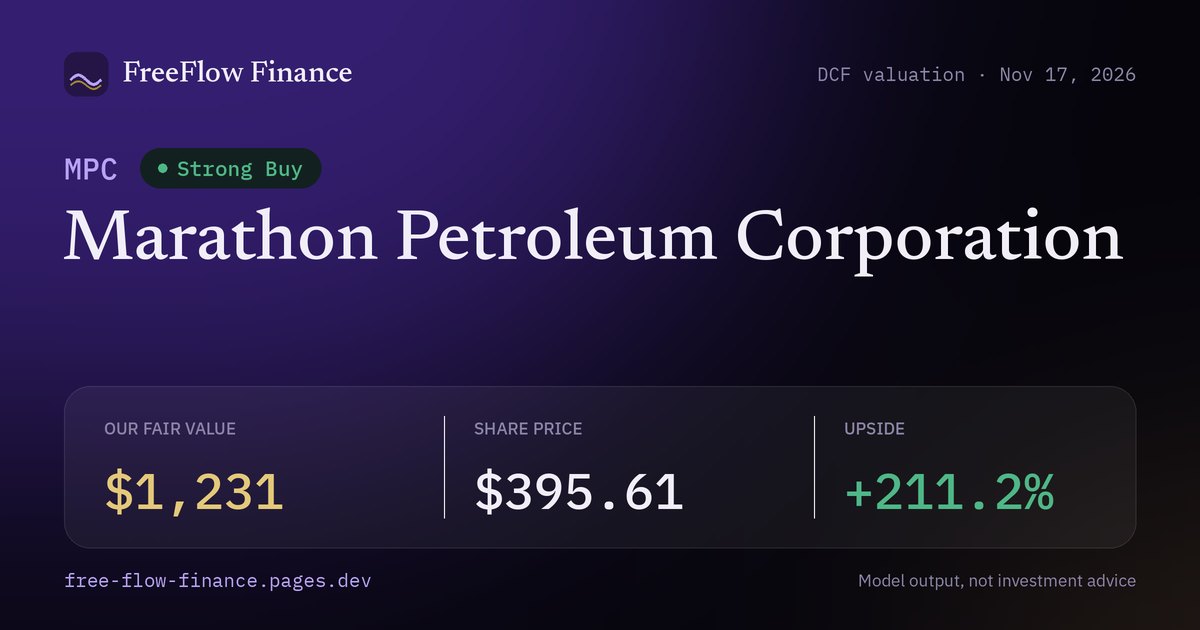 FreeFlow Finance
DCF valuation · Nov 17, 2026
MPC
Strong Buy
Marathon Petroleum Corporation
OUR FAIR VALUE
$1,231
SHARE PRICE
$395.61
UPSIDE
+211.2%
free-flow-finance.pages.dev
Model output, not investment advice